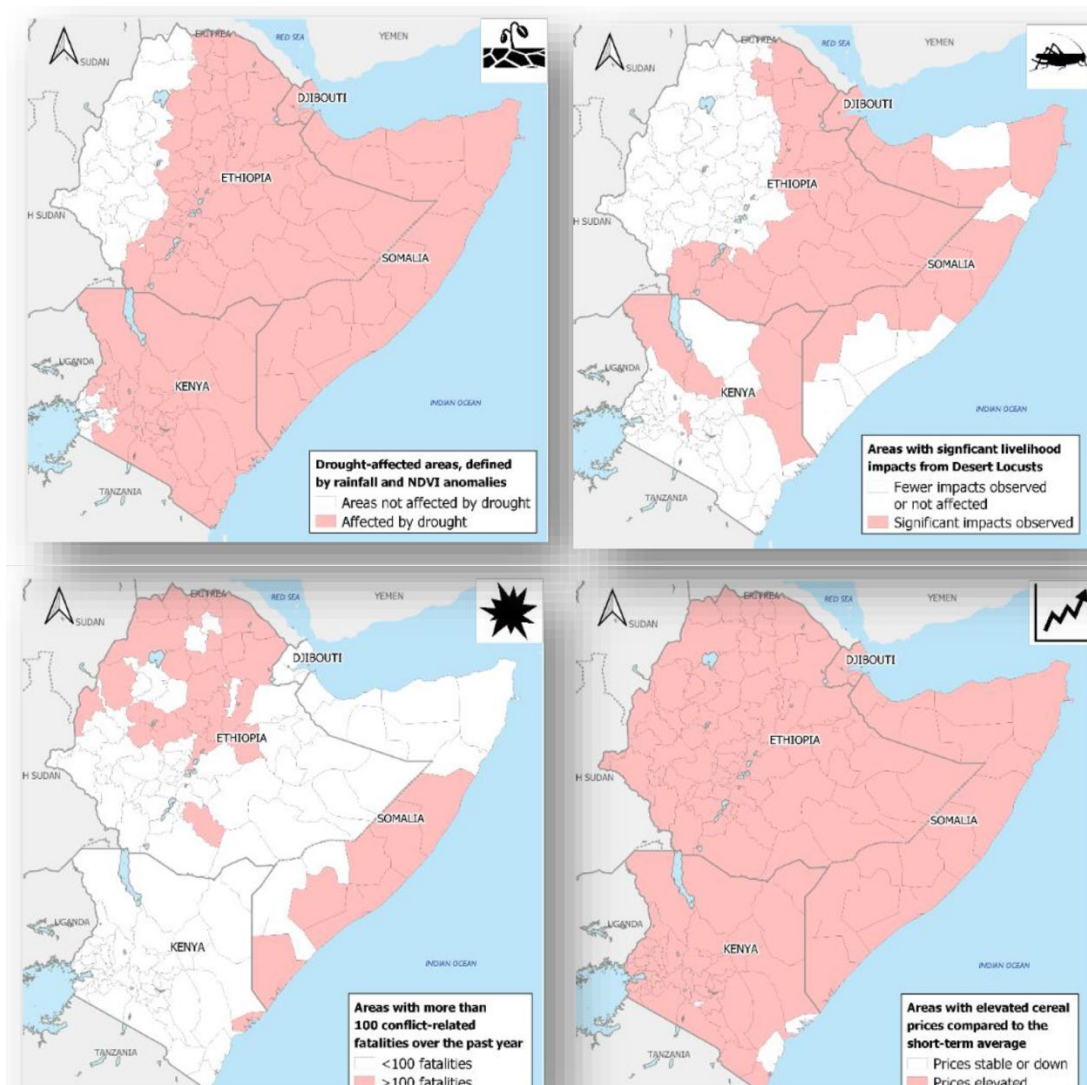 ERITREA
RED SEA
YEMEN
SUDAN
DJIBOUTI
ETHIOPIA
H SUDAN
SOMALIA
UGANDA
KENYA
INDIAN OCEAN
TANZANIA
Drought-affected areas, defined
by rainfall and NDVI anomalies
Areas not affected by drought
Affected by drought
ERITREA
RED SEA
YEMEN
SUDAN
DJIBOUTI
ETHIOPIA
H SUDAN
SOMALIA
UGANDA
KENYA
INDIAN OCEAN
TANZANIA
Areas with signficant livelihood
impacts from Desert Locusts
Fewer impacts observed
or not affected
Significant impacts observed
ERITREA
RED SEA
YEMEN
SUDAN
DJIBOUTI
ETHIOPIA
H SUDAN
SOMALIA
UGANDA
KENYA
INDIAN OCEAN
TANZANIA
Areas with more than
100 conflict-related
fatalities over the past year
<100 fatalities
>100 fatalities
ERITREA
RED SEA
YEMEN
SUDAN
DJIBOUTI
ETHIOPIA
H SUDAN
SOMALIA
UGANDA
KENYA
INDIAN OCEAN
TANZANIA
Areas with elevated cereal
prices compared to the
short-term average
Prices stable or down
Prices elevated